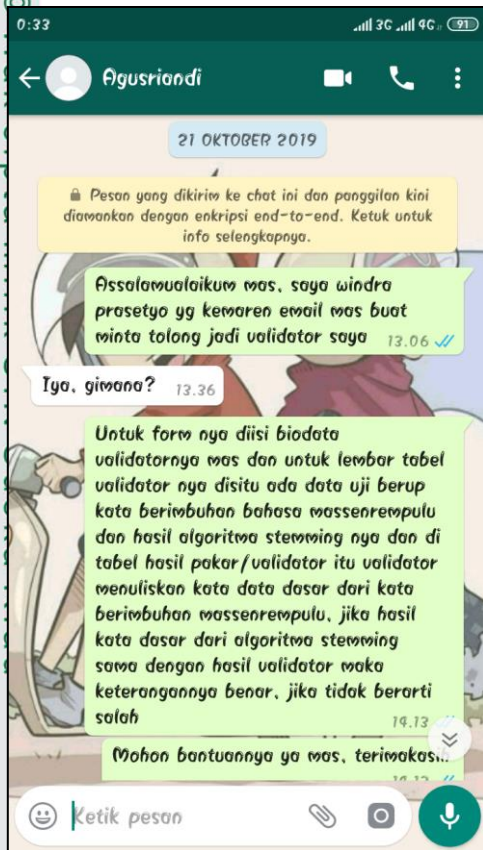 0:33 3G 4G 91
Agusriandi
21 OKTOBER 2019
Pesan yang dikirim ke chat ini dan panggilan kini
diamankan dengan enkripsi end-to-end. Ketuk untuk
info selengkapnya.
Assalamualaikum mas, saya windra
prasetyo yg kemaren email mas buat
minta tolong jadi validator saya 13.06
Iya, gimana? 13.36
Untuk form nya diisi biodata
validatornya mas dan untuk lembar tabel
validator nya disitu ada data uji berup
kata berimbuhan bahasa massenrempulu
dan hasil algoritma stemming nya dan di
tabel hasil pakar/validator itu validator
menuliskan kata data dasar dari kata
berimbuhan massenrempulu, jika hasil
kata dasar dari algoritma stemming
sama dengan hasil validator maka
keterangannya benar, jika tidak berarti
salah 14.13
Mohon bantuannya ya mas, terimakasih
Ketik pesan